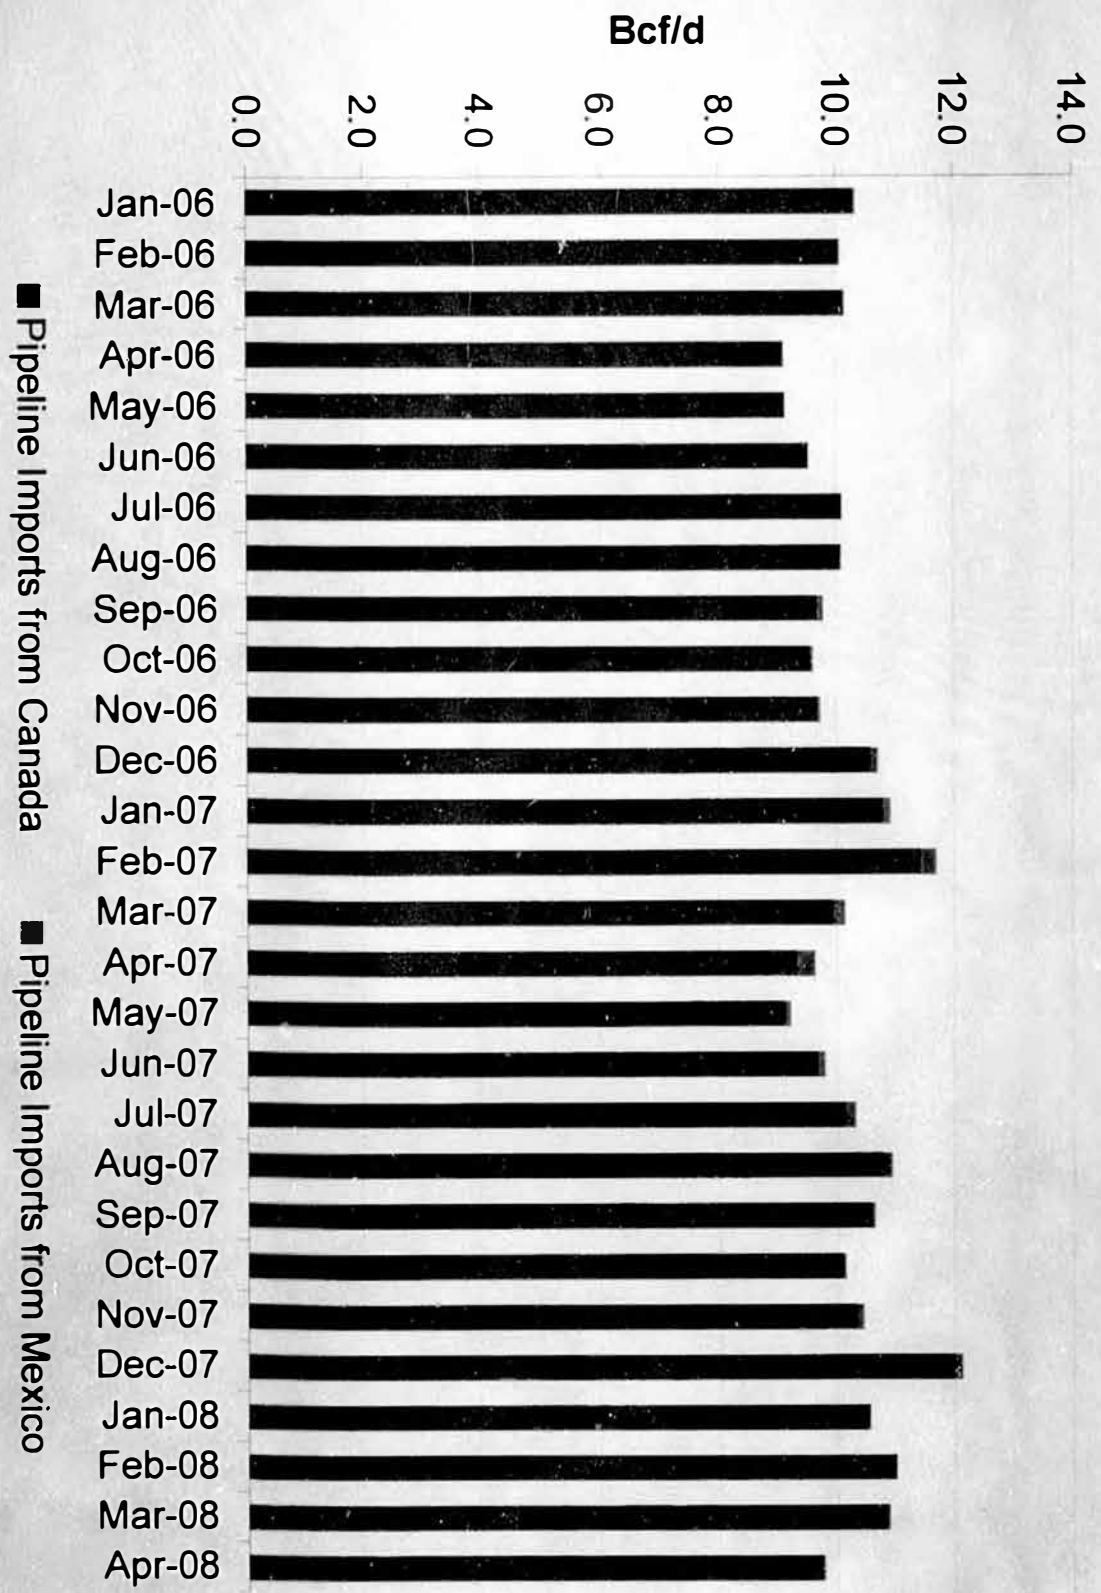 Bcf/d
14.0
12.0
10.0
8.0
6.0
4.0
2.0
0.0
Jan-06
Feb-06
Mar-06
Apr-06
May-06
Jun-06
Jul-06
Aug-06
Sep-06
Oct-06
Nov-06
Dec-06
Jan-07
Feb-07
Mar-07
Apr-07
May-07
Jun-07
Jul-07
Aug-07
Sep-07
Oct-07
Nov-07
Dec-07
Jan-08
Feb-08
Mar-08
Apr-08
Pipeline Imports from Canada
Pipeline Imports from Mexico